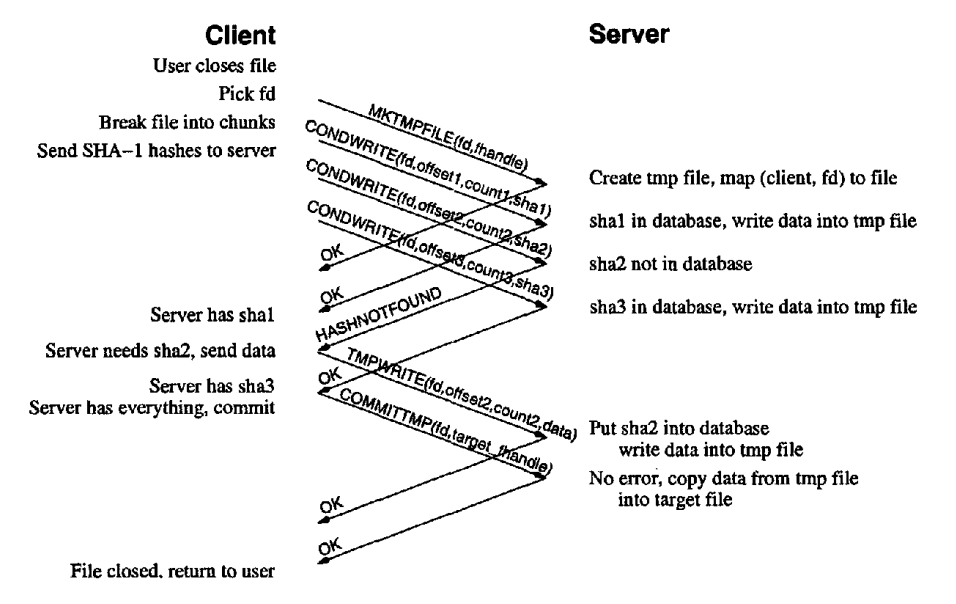 Client
Server
User closes file
Pick fd
Break file into chunks
Send SHA–1 hashes to server
MKTMPFILE(fd,fhandle)
CONDWRITE(fd,offset1,count1,sha1)
CONDWRITE(fd,offset2,count2,sha2)
CONDWRITE(fd,offset3,count3,sha3)
Create tmp file, map (client, fd) to file
sha1 in database, write data into tmp file
sha2 not in database
sha3 in database, write data into tmp file
OK
OK
HASHNOTFOUND
OK
Server has sha1
Server needs sha2, send data
Server has sha3
Server has everything, commit
TMPWRITE(fd,offset2,count2,data)
COMMITTMP(fd,target_fhandle)
Put sha2 into database
write data into tmp file
No error, copy data from tmp file
into target file
OK
OK
File closed, return to user